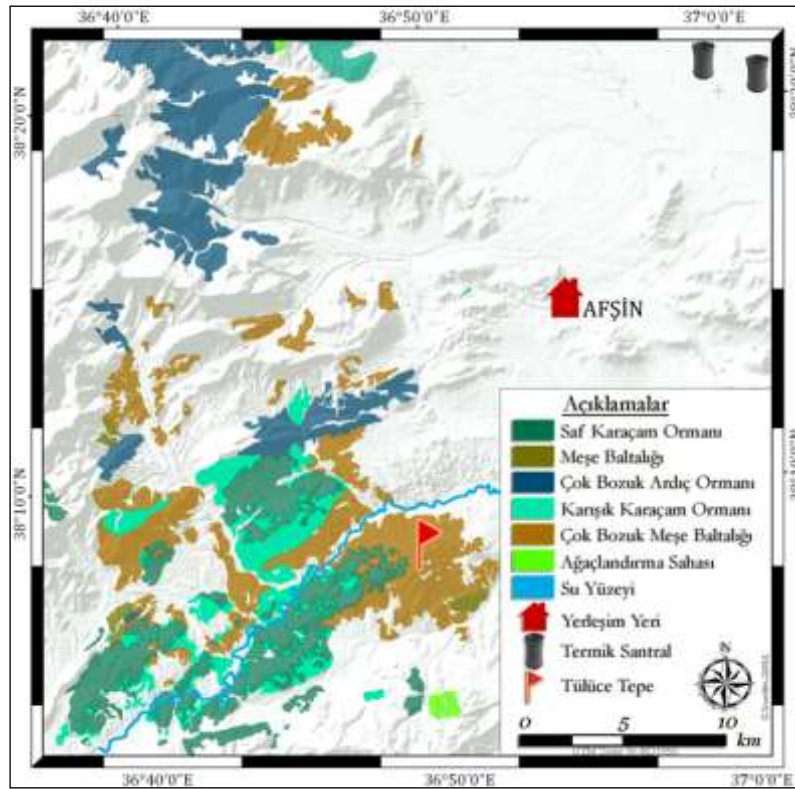 36°40'0"E 36°50'0"E 37°0'0"E
38°20'0"N
38°10'0"N
AFŞİN
Açıklamalar
Saf Karaçam Ormanı
Meşe Baltalığı
Çok Bozuk Ardıç Ormanı
Karışık Karaçam Ormanı
Çok Bozuk Meşe Baltalığı
Ağaçlandırma Sahası
Su Yüzeyi
Yerleşim Yeri
Termik Santral
Tülüce Tepe
N
0 5 10
km
36°40'0"E 36°50'0"E 37°0'0"E